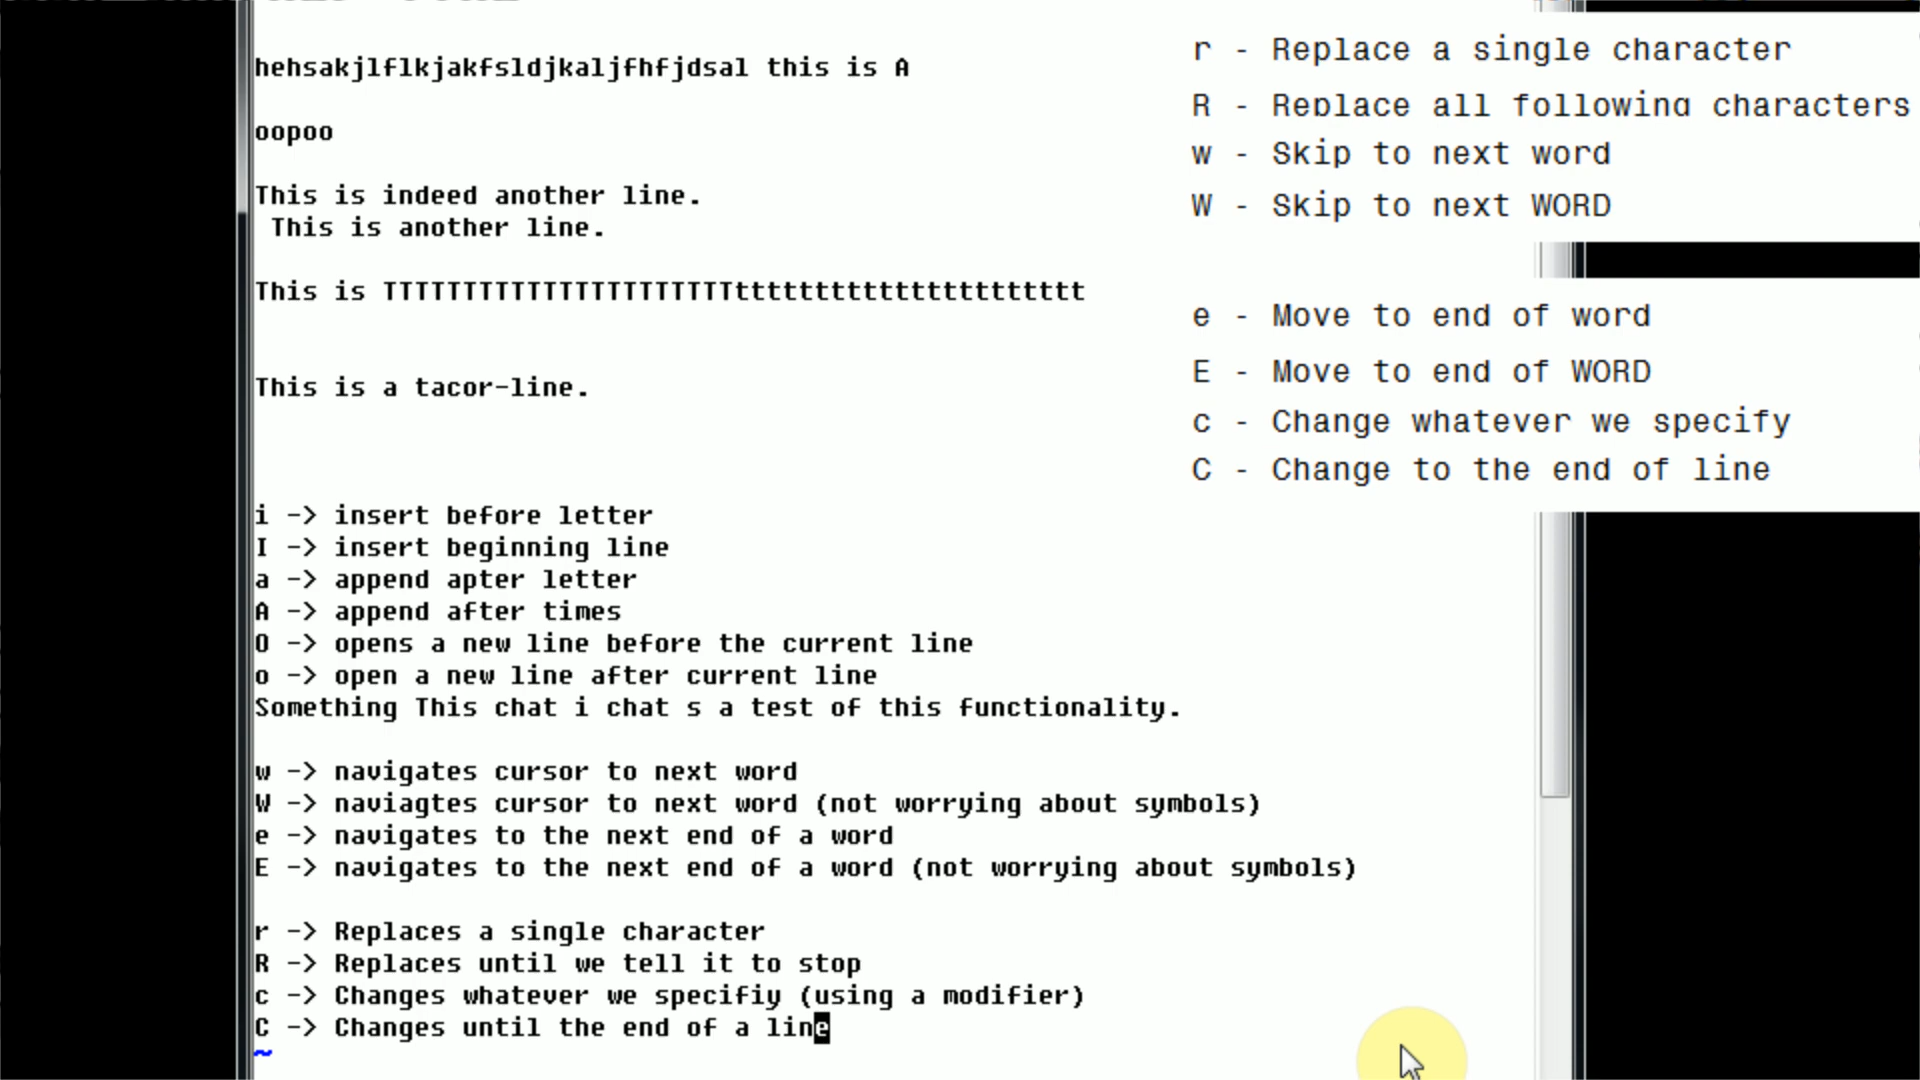 hehsakjlflkjakfsldjkaljfhfjdsal this is A
oopoo
This is indeed another line.
This is another line.
This is TTTTTTTTTTTTTTTTTTTTTTtttttttttttttttttttttt
This is a tacor-line.
i -> insert before letter
I -> insert beginning line
a -> append apter letter
A -> append after times
O -> opens a new line before the current line
o -> open a new line after current line
Something This chat i chat s a test of this functionality.
w -> navigates cursor to next word
W -> naviagtes cursor to next word (not worrying about symbols)
e -> navigates to the next end of a word
E -> navigates to the next end of a word (not worrying about symbols)
r -> Replaces a single character
R -> Replaces until we tell it to stop
c -> Changes whatever we specifiy (using a modifier)
C -> Changes until the end of a line
~
r - Replace a single character
R - Replace all following characters
w - Skip to next word
W - Skip to next WORD
e - Move to end of word
E - Move to end of WORD
c - Change whatever we specify
C - Change to the end of line